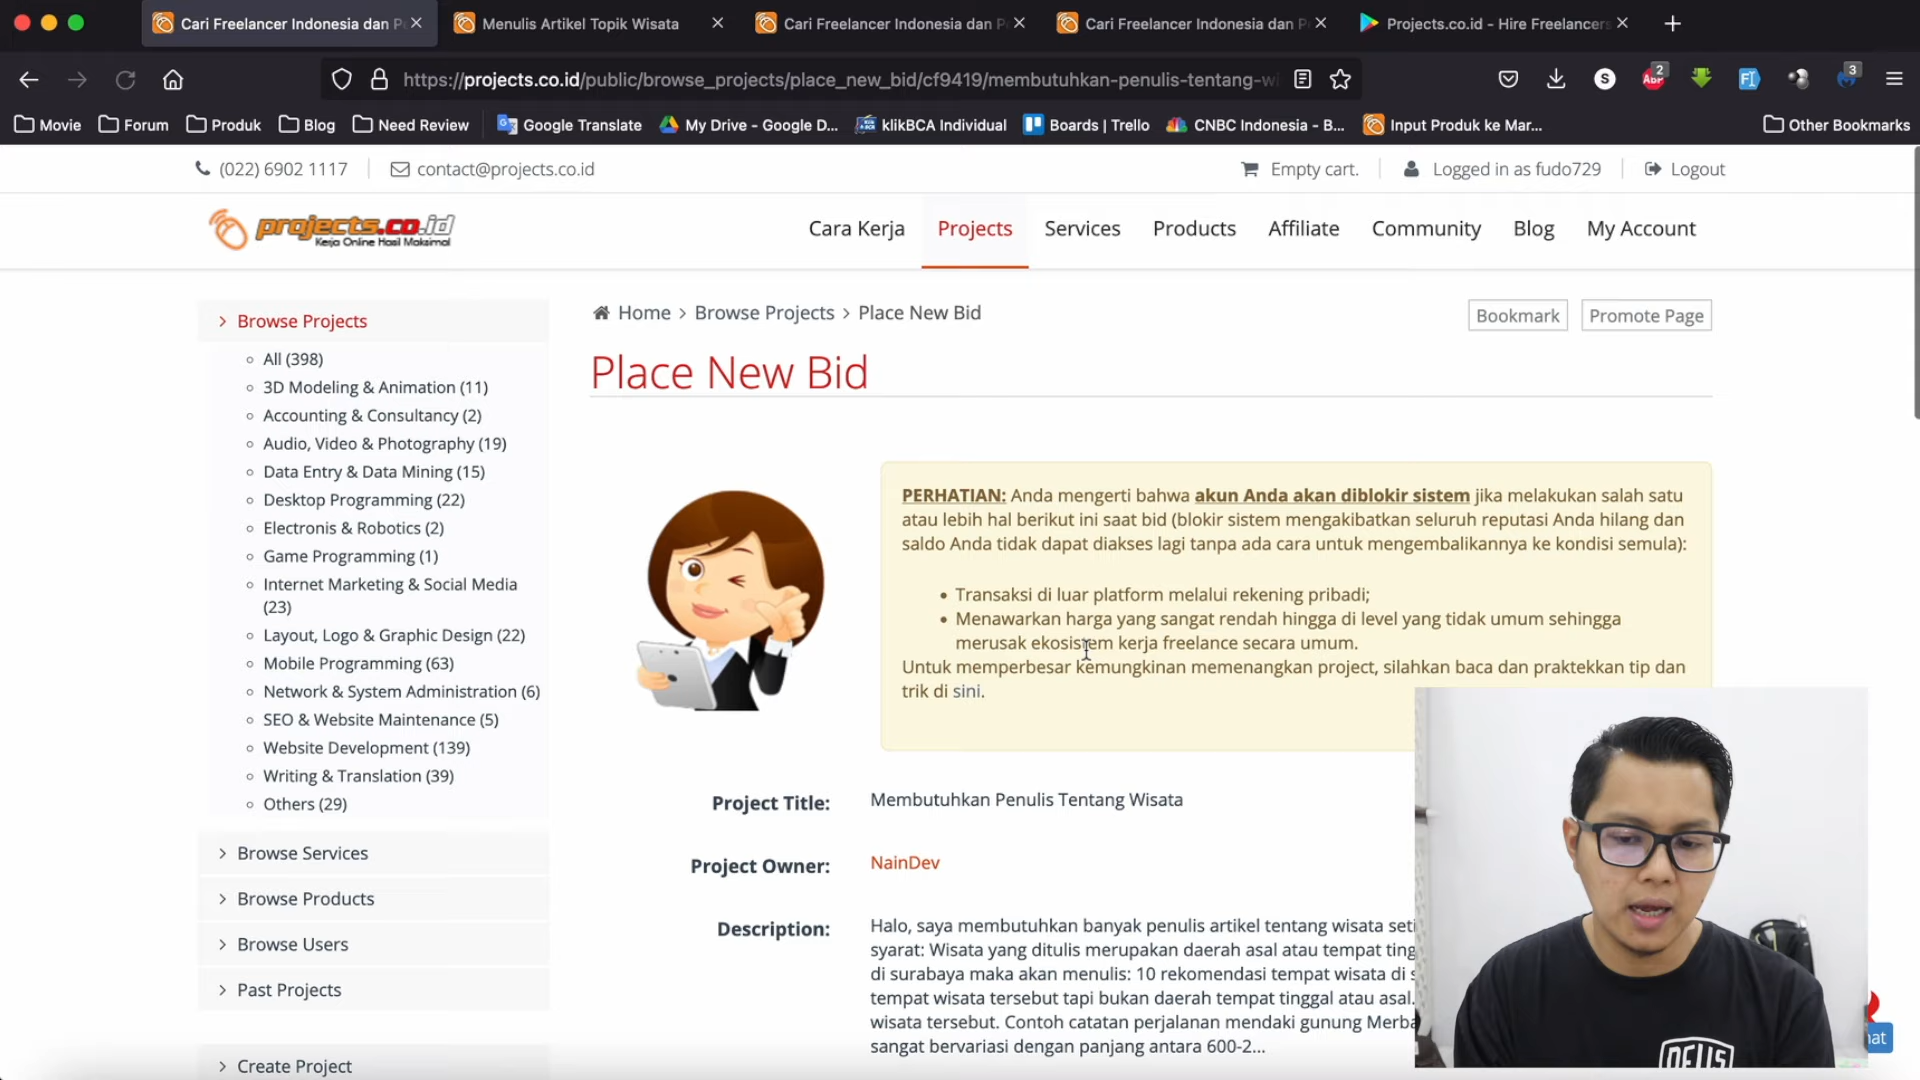 Cari Freelancer Indonesia dan P
Menulis Artikel Topik Wisata
Cari Freelancer Indonesia dan P
Cari Freelancer Indonesia dan P
Projects.co.id - Hire Freelancers
https://projects.co.id/public/browse_projects/place_new_bid/cf9419/membutuhkan-penulis-tentang-w
S
ABP
2
3
Movie
Forum
Produk
Blog
Need Review
Google Translate
My Drive - Google D...
klikBCA Individual
Boards | Trello
CNBC Indonesia - B...
Input Produk ke Mar...
Other Bookmarks
(022) 6902 1117
contact@projects.co.id
Empty cart.
Logged in as fudo729
Logout
projects.co.id
Kerja Online Hasil Maksimal
Cara Kerja
Projects
Services
Products
Affiliate
Community
Blog
My Account
Browse Projects
All (398)
3D Modeling & Animation (11)
Accounting & Consultancy (2)
Audio, Video & Photography (19)
Data Entry & Data Mining (15)
Desktop Programming (22)
Electronis & Robotics (2)
Game Programming (1)
Internet Marketing & Social Media
(23)
Layout, Logo & Graphic Design (22)
Mobile Programming (63)
Network & System Administration (6)
SEO & Website Maintenance (5)
Website Development (139)
Writing & Translation (39)
Others (29)
Browse Services
Browse Products
Browse Users
Past Projects
Create Project
Home > Browse Projects > Place New Bid
Bookmark
Promote Page
Place New Bid
PERHATIAN: Anda mengerti bahwa akun Anda akan diblokir sistem jika melakukan salah satu
atau lebih hal berikut ini saat bid (blokir sistem mengakibatkan seluruh reputasi Anda hilang dan
saldo Anda tidak dapat diakses lagi tanpa ada cara untuk mengembalikannya ke kondisi semula):
Transaksi di luar platform melalui rekening pribadi;
Menawarkan harga yang sangat rendah hingga di level yang tidak umum sehingga
merusak ekosistem kerja freelance secara umum.
Untuk memperbesar kemungkinan memenangkan project, silahkan baca dan praktekkan tip dan
trik di sini.
Project Title:
Membutuhkan Penulis Tentang Wisata
Project Owner:
NainDev
Description:
Halo, saya membutuhkan banyak penulis artikel tentang wisata seti
syarat: Wisata yang ditulis merupakan daerah asal atau tempat ting
di surabaya maka akan menulis: 10 rekomendasi tempat wisata di s
tempat wisata tersebut tapi bukan daerah tempat tinggal atau asal.
wisata tersebut. Contoh catatan perjalanan mendaki gunung Merba
sangat bervariasi dengan panjang antara 600-2...
DEUS